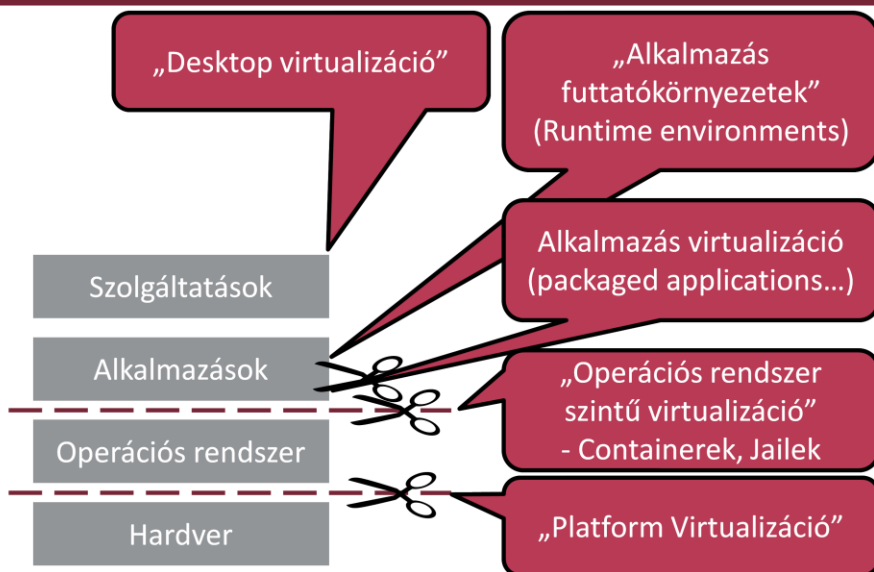 „Desktop virtualizáció”
„Alkalmazás
futtatókörnyezetek”
(Runtime environments)
Alkalmazás virtualizáció
(packaged applications…)
„Operációs rendszer
szintű virtualizáció”
- Containerek, Jailek
„Platform Virtualizáció”
Szolgáltatások
Alkalmazások
Operációs rendszer
Hardver